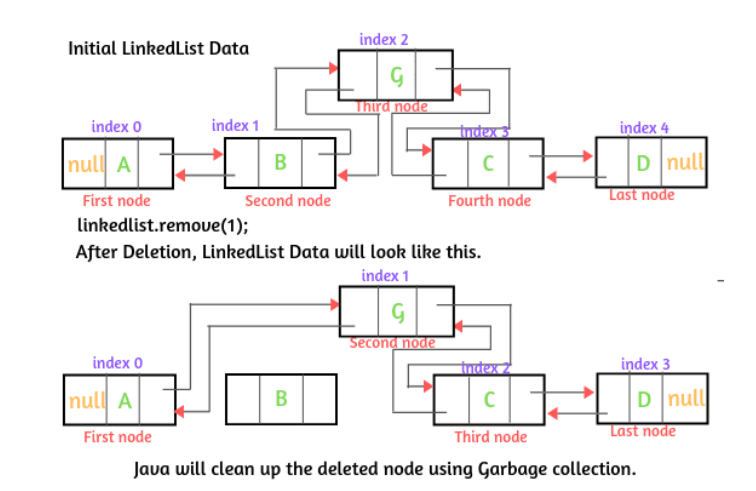 Initial LinkedList Data
index 2
G
Third node
index 0
index 1
index 3
index 4
null A
B
C
D null
First node
Second node
Fourth node
Last node
linkedlist.remove(1);
After Deletion, LinkedList Data will look like this.
index 1
G
Second node
index 0
index 2
index 3
null A
B
C
D null
First node
Third node
Last node
Java will clean up the deleted node using Garbage collection.